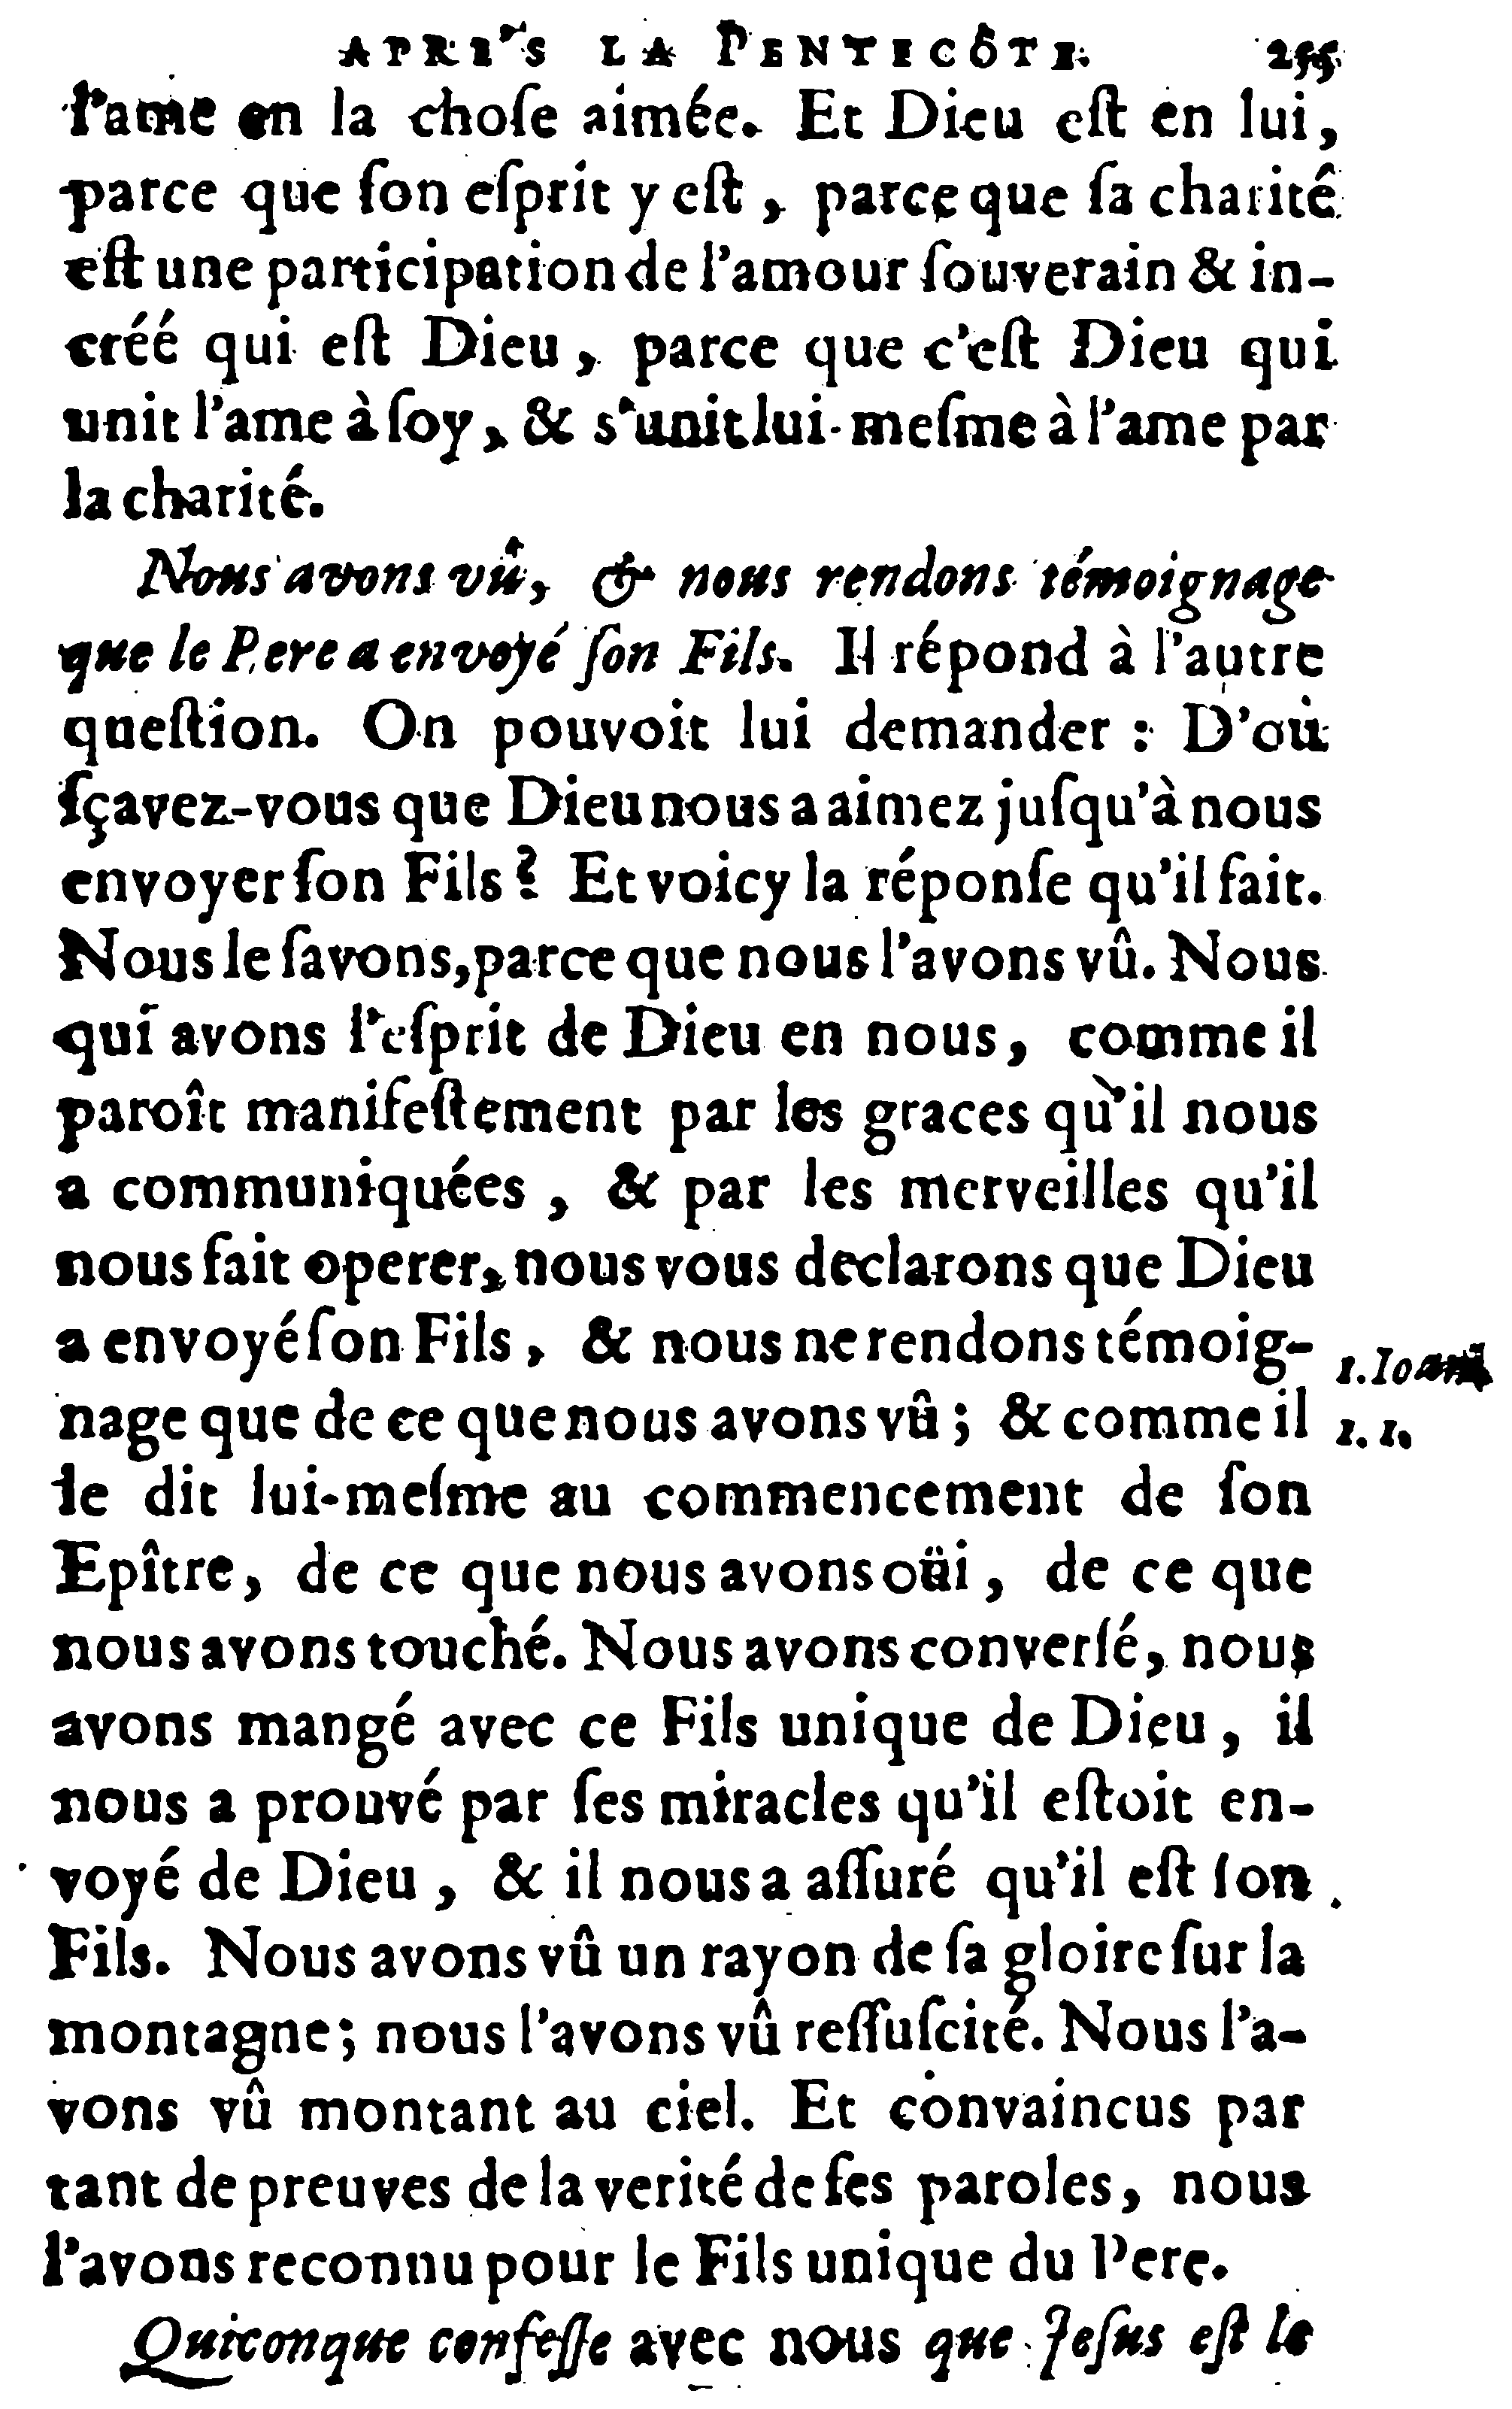 APRE'S LA PENTECÔTE. 255
l'ame en la choſe aimée. Et Dieu eſt en lui,
parce que ſon eſprit y eſt, parce que ſa charité
eſt une participation de l'amour ſouverain & in-
créé qui eſt Dieu, parce que c'eſt Dieu qui
unit l'ame à ſoy, & s'unit lui-meſme à l'ame par
la charité.
Nous avons vû, & nous rendons témoignage
que le Pere a envoyé ſon Fils. Il répond à l'autre
queſtion. On pouvoit lui demander : D'où
ſçavez-vous que Dieu nous a aimez juſqu'à nous
envoyer ſon Fils? Et voicy la réponſe qu'il fait.
Nous le ſavons, parce que nous l'avons vû. Nous
qui avons l'eſprit de Dieu en nous, comme il
paroît manifeſtement par les graces qu'il nous
a communiquées, & par les merveilles qu'il
nous fait operer, nous vous declarons que Dieu
a envoyé ſon Fils, & nous ne rendons témoig-
nage que de ce que nous avons vû; & comme il
le dit lui-meſme au commencement de ſon
Epître, de ce que nous avons oüi, de ce que
nous avons touché. Nous avons converſé, nous
avons mangé avec ce Fils unique de Dieu, il
nous a prouvé par ſes miracles qu'il eſtoit en-
voyé de Dieu, & il nous a aſſuré qu'il eſt ſon
Fils. Nous avons vû un rayon de ſa gloire ſur la
montagne; nous l'avons vû reſſuſcité. Nous l'a-
vons vû montant au ciel. Et convaincus par
tant de preuves de la verité de ſes paroles, nous
l'avons reconnu pour le Fils unique du Pere.
Quiconque confeſſe avec nous que Jeſus eſt le
1. Ioan.
1. 1.